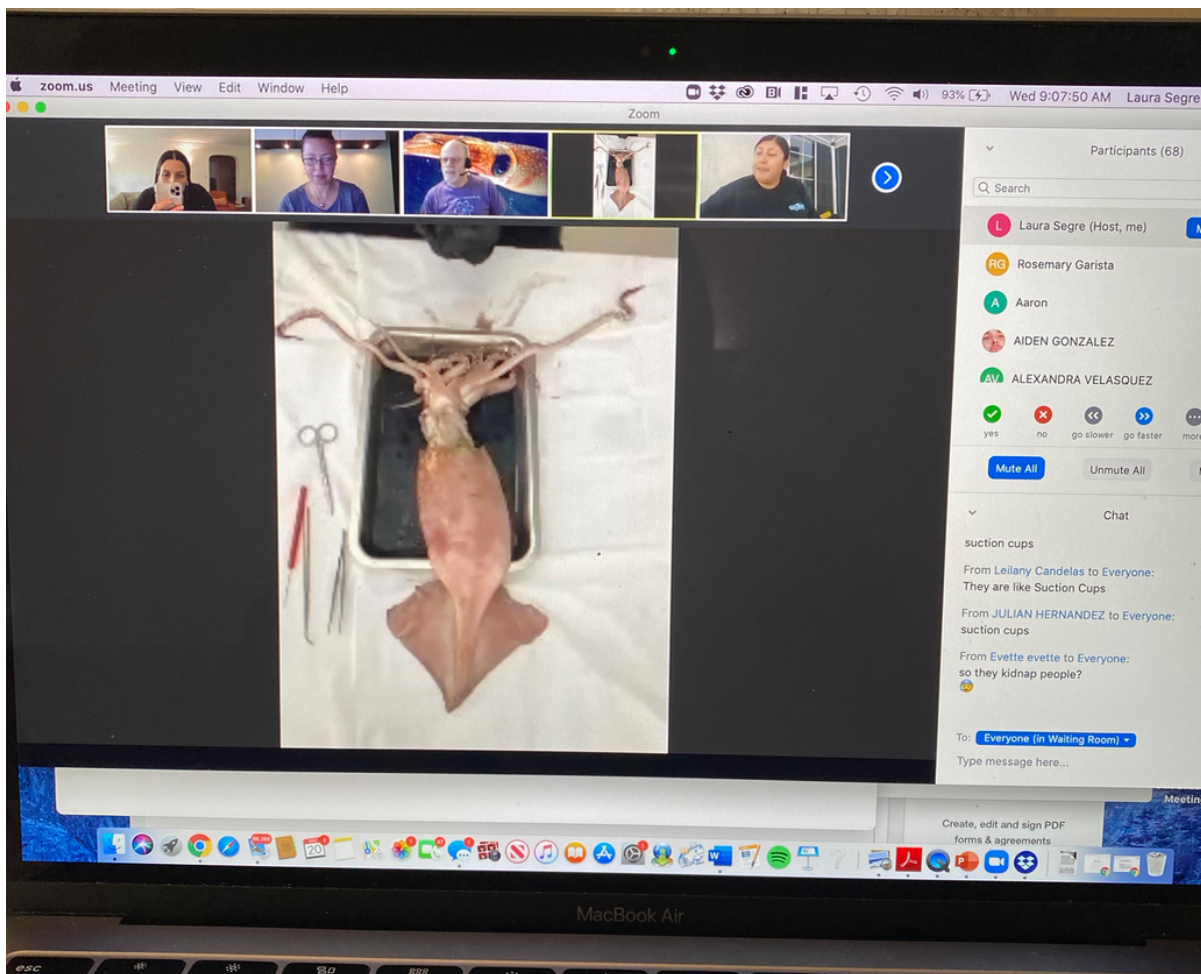 zoom.us Meeting View Edit Window Help 93% Wed 9:07:50 AM Laura Segre
Zoom
Participants (68)
Search
L Laura Segre (Host, me) M
RG Rosemary Garista
A Aaron
AIDEN GONZALEZ
AV ALEXANDRA VELASQUEZ
yes no go slower go faster more
Mute All Unmute All
Chat
suction cups
From Leilany Candelas to Everyone:
They are like Suction Cups
From JULIAN HERNANDEZ to Everyone:
suction cups
From Evette evette to Everyone:
so they kidnap people?
To: Everyone (in Waiting Room)
Type message here...
Meeting
Create, edit and sign PDF
forms & agreements
20
MacBook Air
esc